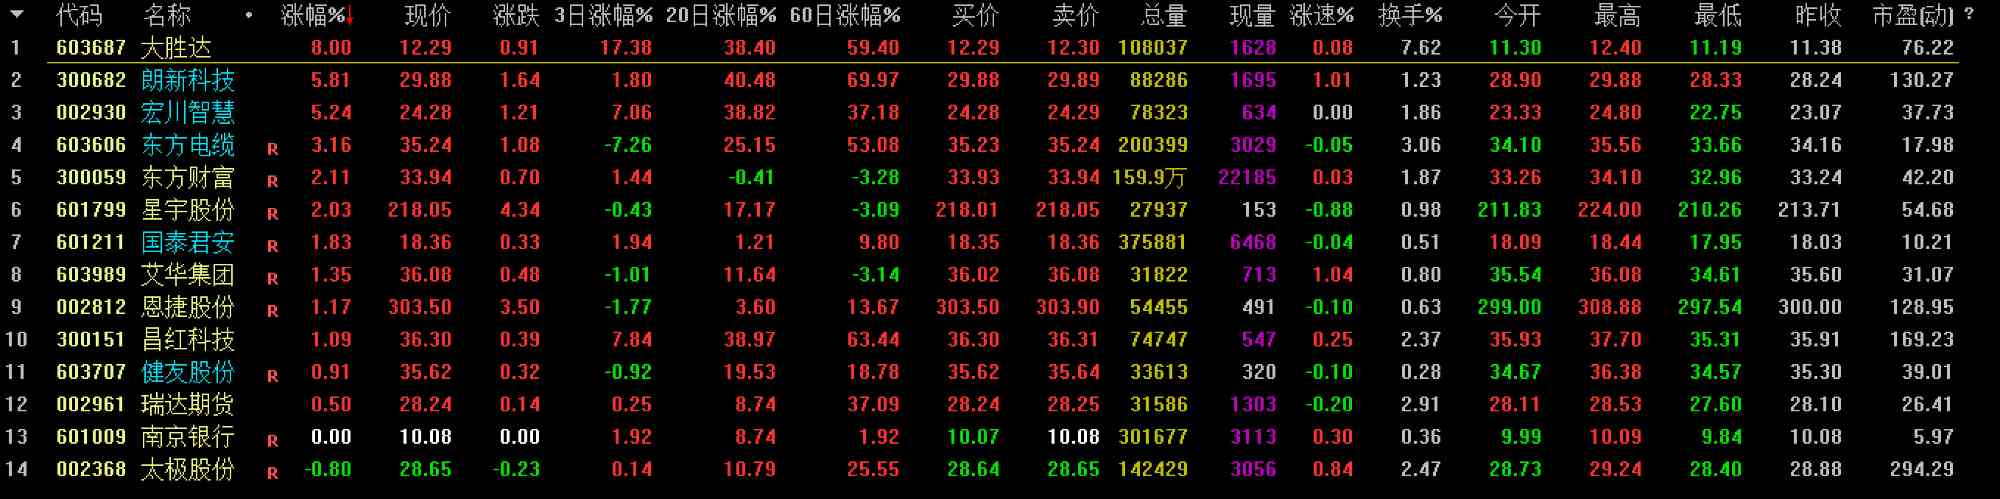 代码 名称 • 涨幅%↓ 现价 涨跌 3日涨幅% 20日涨幅% 60日涨幅% 买价 卖价 总量 现量 涨速% 换手% 今开 最高 最低 昨收 市盈(动) ?
1 603687 大胜达 8.00 12.29 0.91 17.38 38.40 59.40 12.29 12.30 108037 1628 0.08 7.62 11.30 12.40 11.19 11.38 76.22
2 300682 朗新科技 5.81 29.88 1.64 1.80 40.48 69.97 29.88 29.89 88286 1695 1.01 1.23 28.90 29.88 28.33 28.24 130.27
3 002930 宏川智慧 5.24 24.28 1.21 7.06 38.82 37.18 24.28 24.29 78323 634 0.00 1.86 23.33 24.80 22.75 23.07 37.73
4 603606 东方电缆 R 3.16 35.24 1.08 -7.26 25.15 53.08 35.23 35.24 200399 3029 -0.05 3.06 34.10 35.56 33.66 34.16 17.98
5 300059 东方财富 R 2.11 33.94 0.70 1.44 -0.41 -3.28 33.93 33.94 159.9万 22185 0.03 1.87 33.26 34.10 32.96 33.24 42.20
6 601799 星宇股份 R 2.03 218.05 4.34 -0.43 17.17 -3.09 218.01 218.05 27937 153 -0.88 0.98 211.83 224.00 210.26 213.71 54.68
7 601211 国泰君安 R 1.83 18.36 0.33 1.94 1.21 9.80 18.35 18.36 375881 6468 -0.04 0.51 18.09 18.44 17.95 18.03 10.21
8 603989 艾华集团 R 1.35 36.08 0.48 -1.01 11.64 -3.14 36.02 36.08 31822 713 1.04 0.80 35.54 36.08 34.61 35.60 31.07
9 002812 恩捷股份 R 1.17 303.50 3.50 -1.77 3.60 13.67 303.50 303.90 54455 491 -0.10 0.63 299.00 308.88 297.54 300.00 128.95
10 300151 昌红科技 1.09 36.30 0.39 7.84 38.97 63.44 36.30 36.31 74747 547 0.25 2.37 35.93 37.70 35.31 35.91 169.23
11 603707 健友股份 R 0.91 35.62 0.32 -0.92 19.53 18.78 35.62 35.64 33613 320 -0.10 0.28 34.67 36.38 34.57 35.30 39.01
12 002961 瑞达期货 0.50 28.24 0.14 0.25 8.74 37.09 28.24 28.25 31586 1303 -0.20 2.91 28.11 28.53 27.60 28.10 26.41
13 601009 南京银行 R 0.00 10.08 0.00 1.92 8.74 1.92 10.07 10.08 301677 3113 0.30 0.36 9.99 10.09 9.84 10.08 5.97
14 002368 太极股份 R -0.80 28.65 -0.23 0.14 10.79 25.55 28.64 28.65 142429 3056 0.84 2.47 28.73 29.24 28.40 28.88 294.29